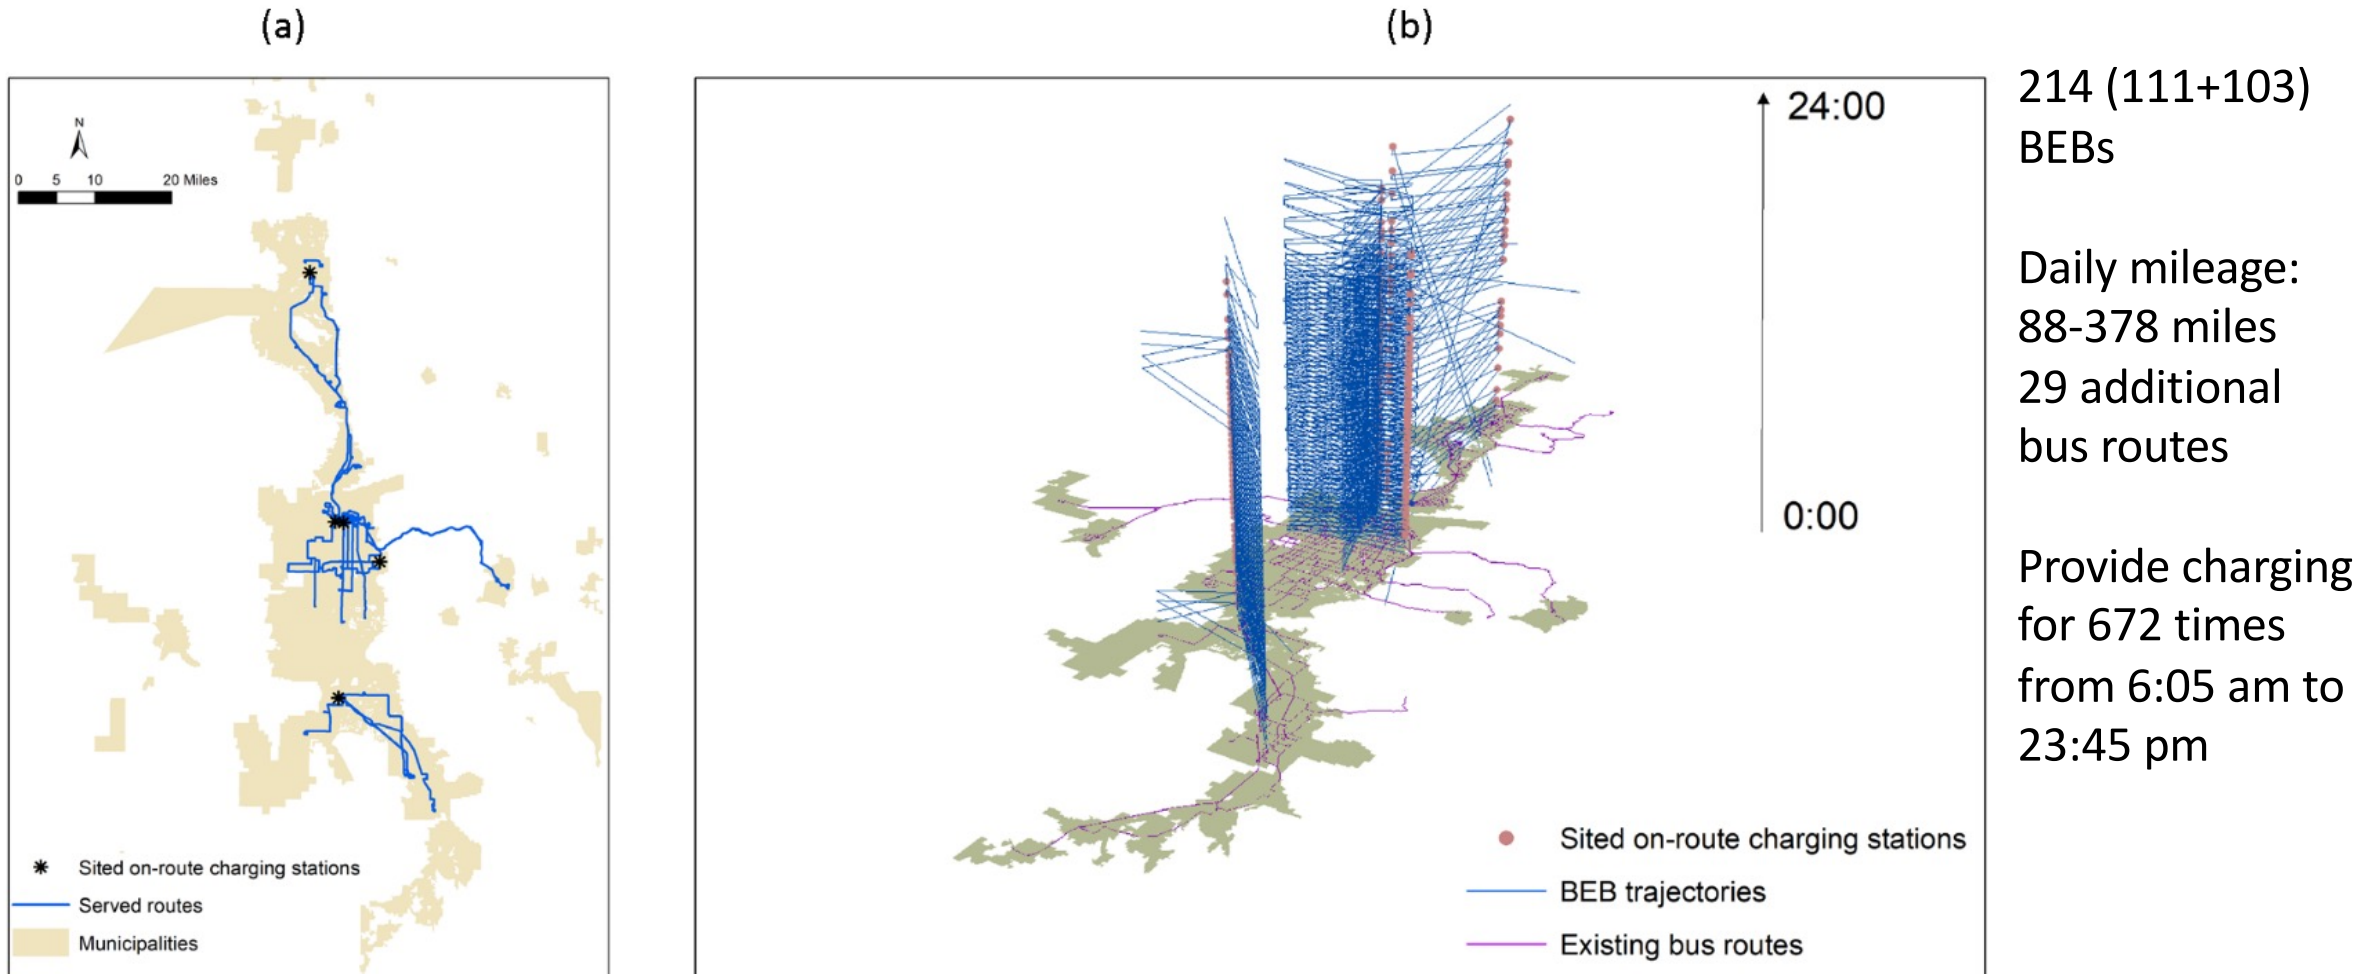 (a)
(b)
N
0 5 10 20 Miles
Sited on-route charging stations
Served routes
Municipalities
24:00
0:00
Sited on-route charging stations
BEB trajectories
Existing bus routes
214 (111+103)
BEBs
Daily mileage:
88-378 miles
29 additional
bus routes
Provide charging
for 672 times
from 6:05 am to
23:45 pm